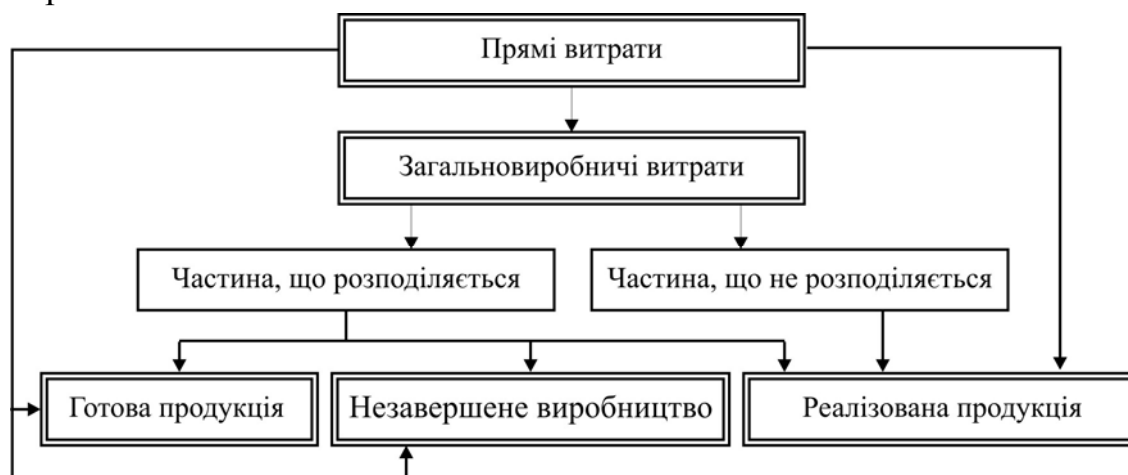 Прямі витрати
Загальновиробничі витрати
Частина, що розподіляється
Частина, що не розподіляється
Готова продукція
Незавершене виробництво
Реалізована продукція